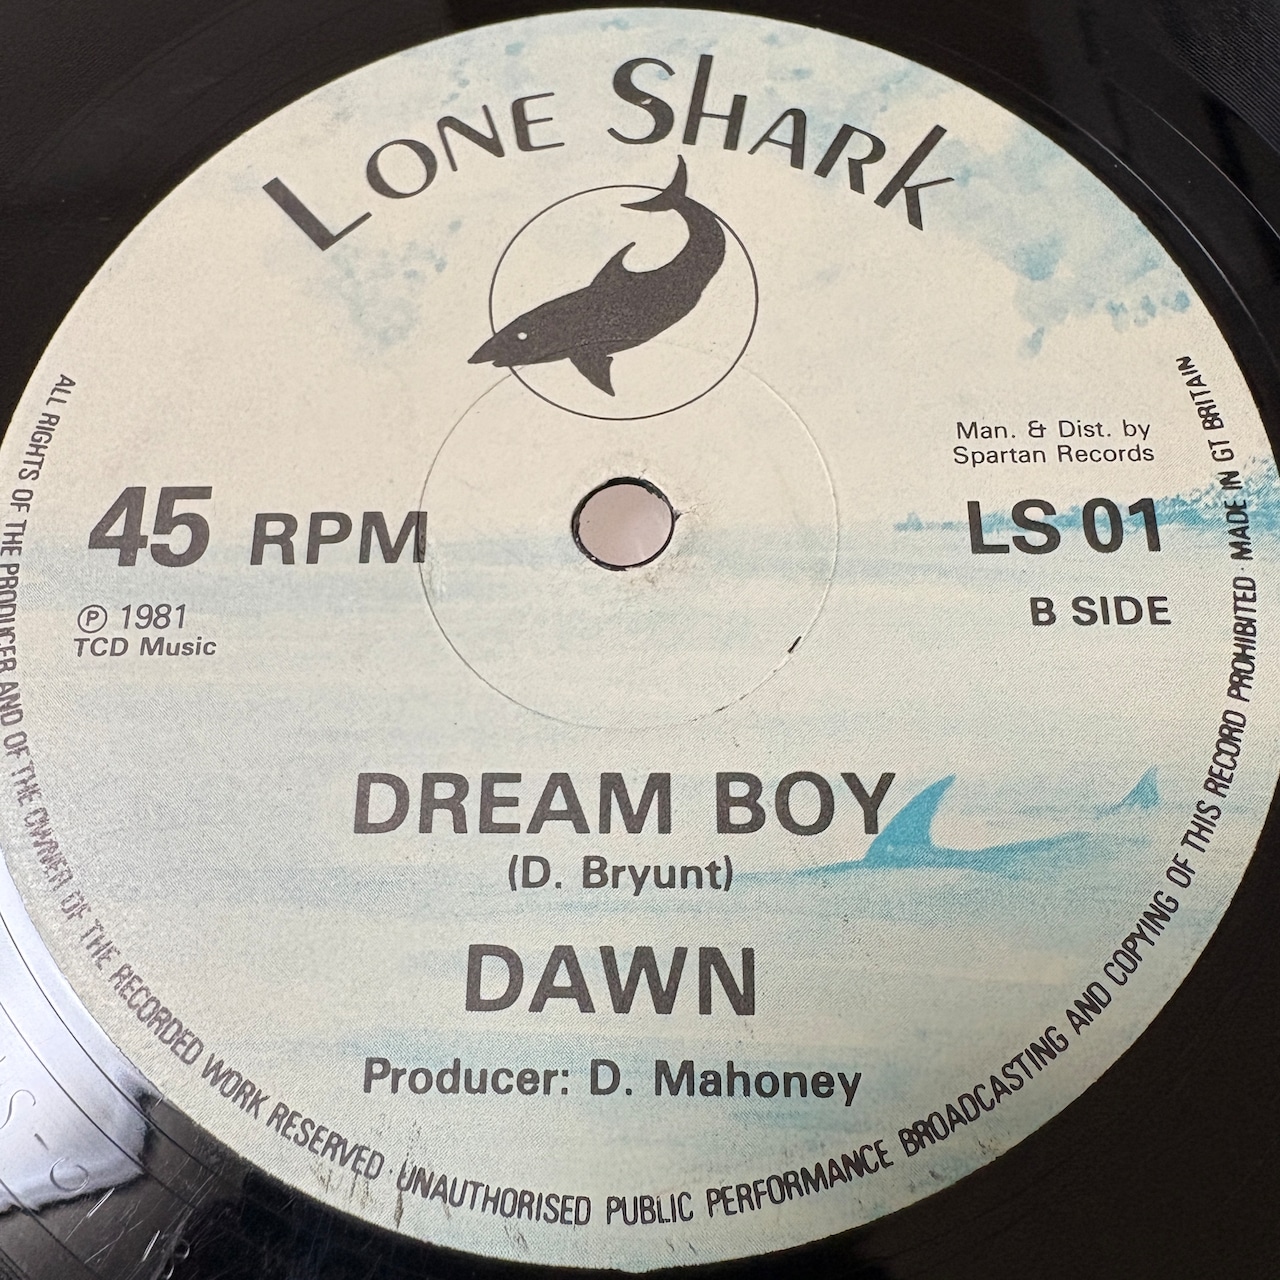 LONE SHARK
Man. & Dist. by
Spartan Records
45 RPM
LS 01
B SIDE
℗ 1981
TCD Music
DREAM BOY
(D. Bryunt)
DAWN
Producer: D. Mahoney
ALL RIGHTS OF THE PRODUCER AND OF THE OWNER OF THE RECORDED WORK RESERVED · UNAUTHORISED PUBLIC PERFORMANCE BROADCASTING AND COPYING OF THIS RECORD PROHIBITED · MADE IN GT BRITAIN